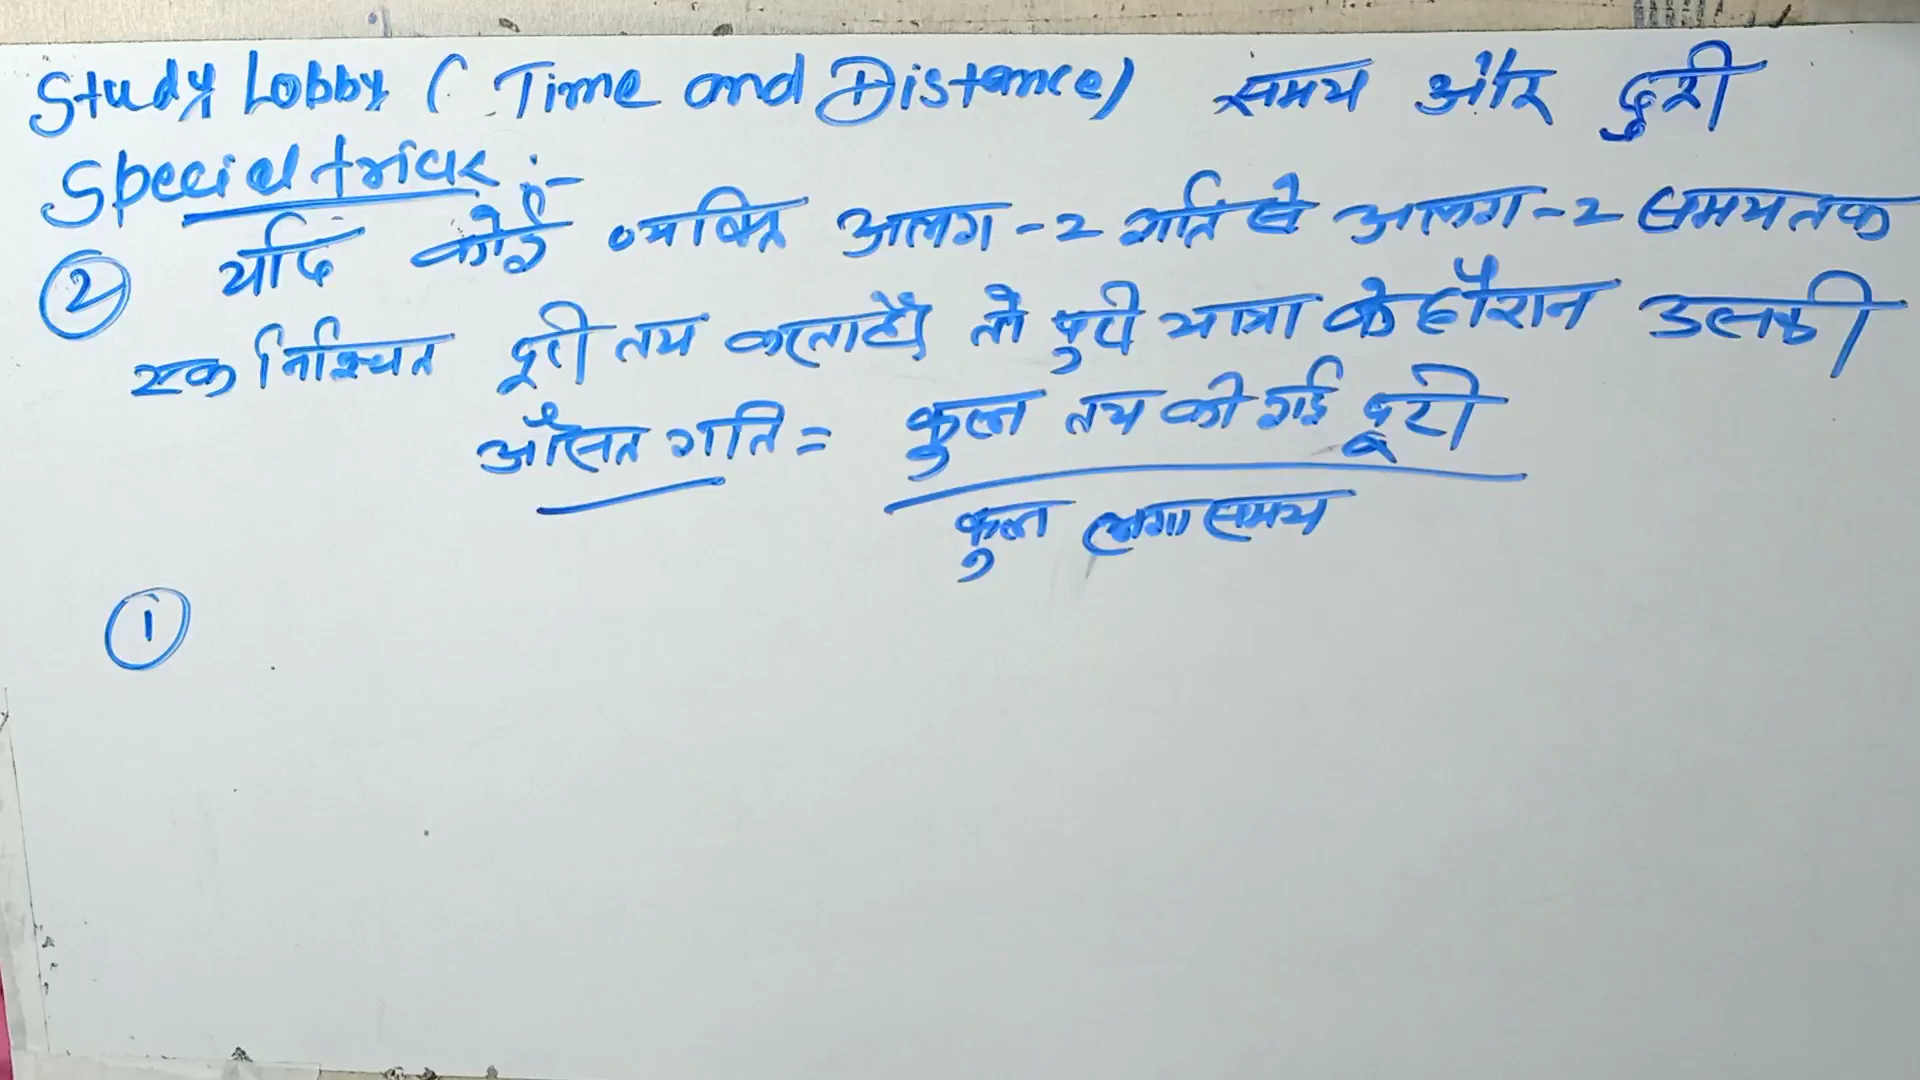 Study Lobby ( Time and Distance) समय और दुरी
Special trick :-
② यदि कोई व्यक्ति अलग-2 गति से अलग-2 समय तक
एक निश्चित दूरी तय करता है तो पुरी यात्रा के दौरान उसकी
औसत गति = कुल तय की गई दूरी
कुल लगा समय
①